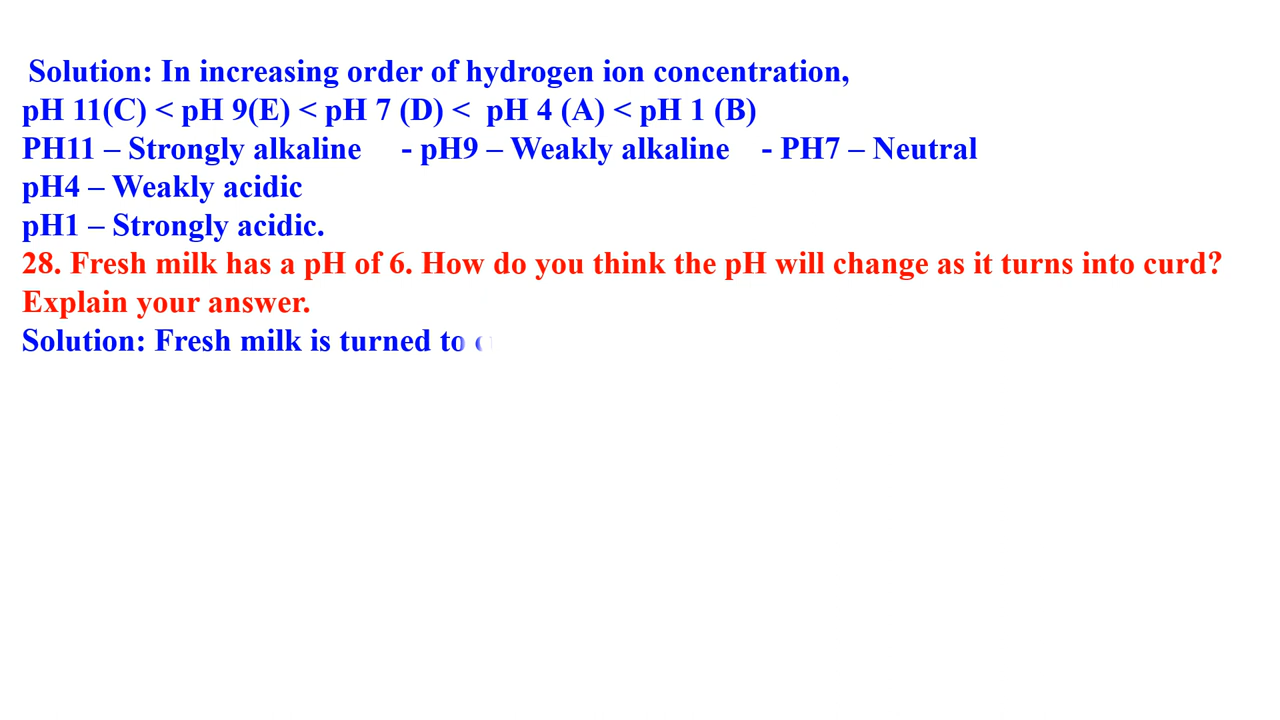 Solution: In increasing order of hydrogen ion concentration,
pH 11(C) < pH 9(E) < pH 7 (D) < pH 4 (A) < pH 1 (B)
PH11 – Strongly alkaline - pH9 – Weakly alkaline - PH7 – Neutral
pH4 – Weakly acidic
pH1 – Strongly acidic.
28. Fresh milk has a pH of 6. How do you think the pH will change as it turns into curd?
Explain your answer.
Solution: Fresh milk is turned to